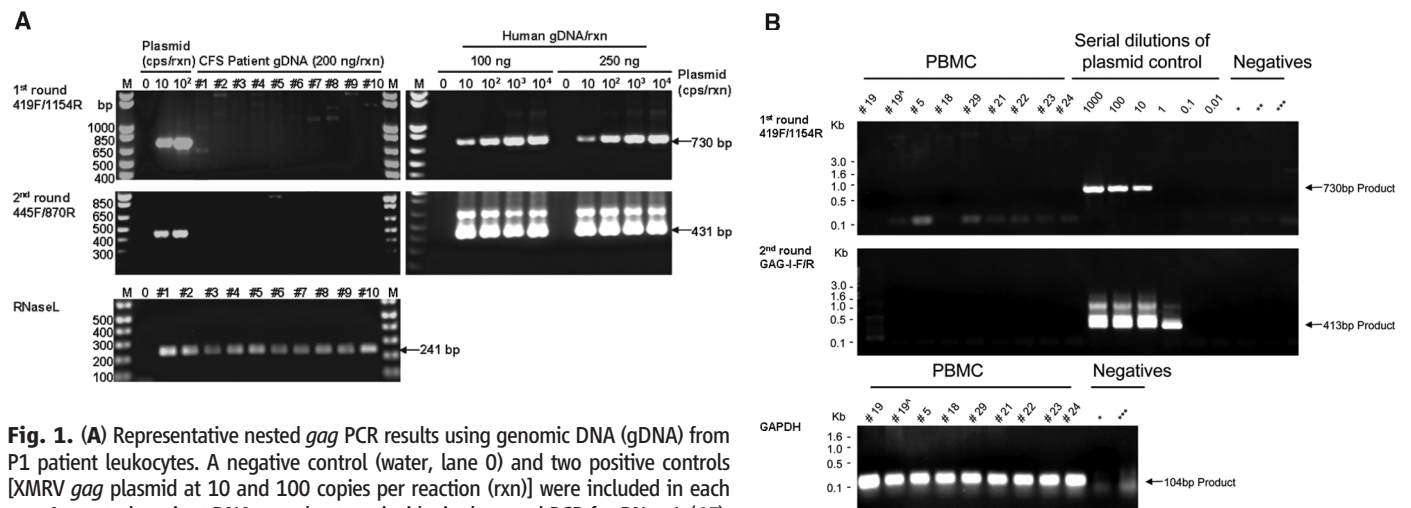 A
Plasmid
(cps/rxn) CFS Patient gDNA (200 ng/rxn)
Human gDNA/rxn
100 ng 250 ng
Plasmid
(cps/rxn)
M 0 10 10² #1 #2 #3 #4 #5 #6 #7 #8 #9 #10 M
M 0 10 10² 10³ 10⁴ 0 10 10² 10³ 10⁴
1st round
419F/1154R
bp
1000
850
650
500
400
730 bp
2nd round
445F/870R
850
650
500
400
300
431 bp
M 0 #1 #2 #3 #4 #5 #6 #7 #8 #9 #10 M
RNaseL
500
400
300
200
100
241 bp
Fig. 1. (A) Representative nested gag PCR results using genomic DNA (gDNA) from
P1 patient leukocytes. A negative control (water, lane 0) and two positive controls
[XMRV gag plasmid at 10 and 100 copies per reaction (rxn)] were included in each
B
PBMC
Serial dilutions of
plasmid control
Negatives
# 19 # 19^ # 5 # 18 # 29 # 21 # 22 # 23 # 24 1000 100 10 1 0.1 0.01 * ** ***
1st round
419F/1154R
Kb
3.0 -
1.6 -
1.0 -
0.5 -
0.1 -
730bp Product
2nd round
GAG-I-F/R
Kb
3.0 -
1.6 -
1.0 -
0.5 -
0.1 -
413bp Product
PBMC
Negatives
# 19 # 19^ # 5 # 18 # 29 # 21 # 22 # 23 # 24 * ***
GAPDH
Kb
1.6 -
1.0 -
0.5 -
0.1 -
104bp Product